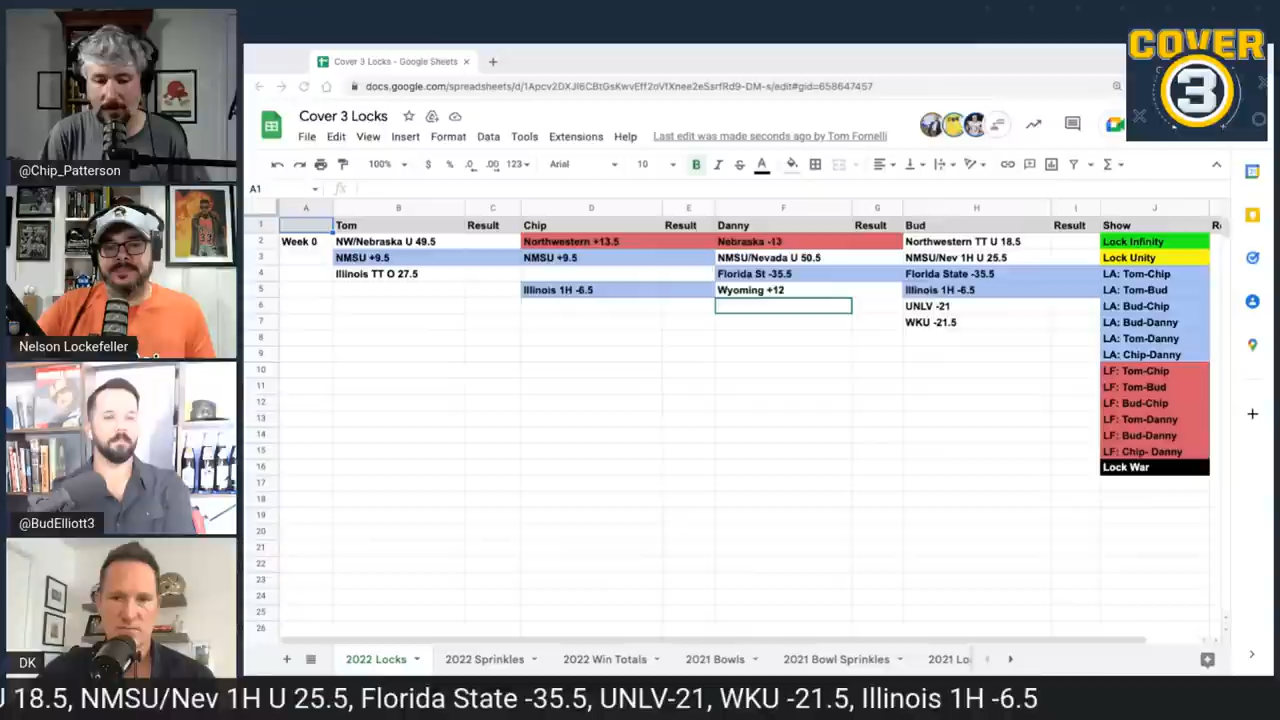 @Chip_Patterson
Nelson Lockefeller
@BudElliott3
DK
COVER
3
33
Cover 3 Locks - Google Sheets
docs.google.com/spreadsheets/d/1Apcv2DXJI6CBtGsKwvEff2oVfXnee2eSsrfRd9-DM-s/edit#gid=658647457
Cover 3 Locks
File Edit View Insert Format Data Tools Extensions Help Last edit was made seconds ago by Tom Fornelli
100% $ % .0 .00 123 Arial 10 B I S A
A1 fx
A B C D E F G H I J
1 Tom Result Chip Result Danny Result Bud Result Show
2 Week 0 NW/Nebraska U 49.5 Northwestern +13.5 Nebraska -13 Northwestern TT U 18.5 Lock Infinity
3 NMSU +9.5 NMSU +9.5 NMSU/Nevada U 50.5 NMSU/Nev 1H U 25.5 Lock Unity
4 Illinois TT O 27.5 Florida St -35.5 Florida State -35.5 LA: Tom-Chip
5 Illinois 1H -6.5 Wyoming +12 Illinois 1H -6.5 LA: Tom-Bud
6 UNLV -21 LA: Bud-Chip
7 WKU -21.5 LA: Bud-Danny
8 LA: Tom-Danny
9 LA: Chip-Danny
10 LF: Tom-Chip
11 LF: Tom-Bud
12 LF: Bud-Chip
13 LF: Tom-Danny
14 LF: Bud-Danny
15 LF: Chip- Danny
16 Lock War
17
18
19
20
21
22
23
24
25
26
2022 Locks 2022 Sprinkles 2022 Win Totals 2021 Bowls 2021 Bowl Sprinkles 2021 Lo
U 18.5, NMSU/Nev 1H U 25.5, Florida State -35.5, UNLV-21, WKU -21.5, Illinois 1H -6.5